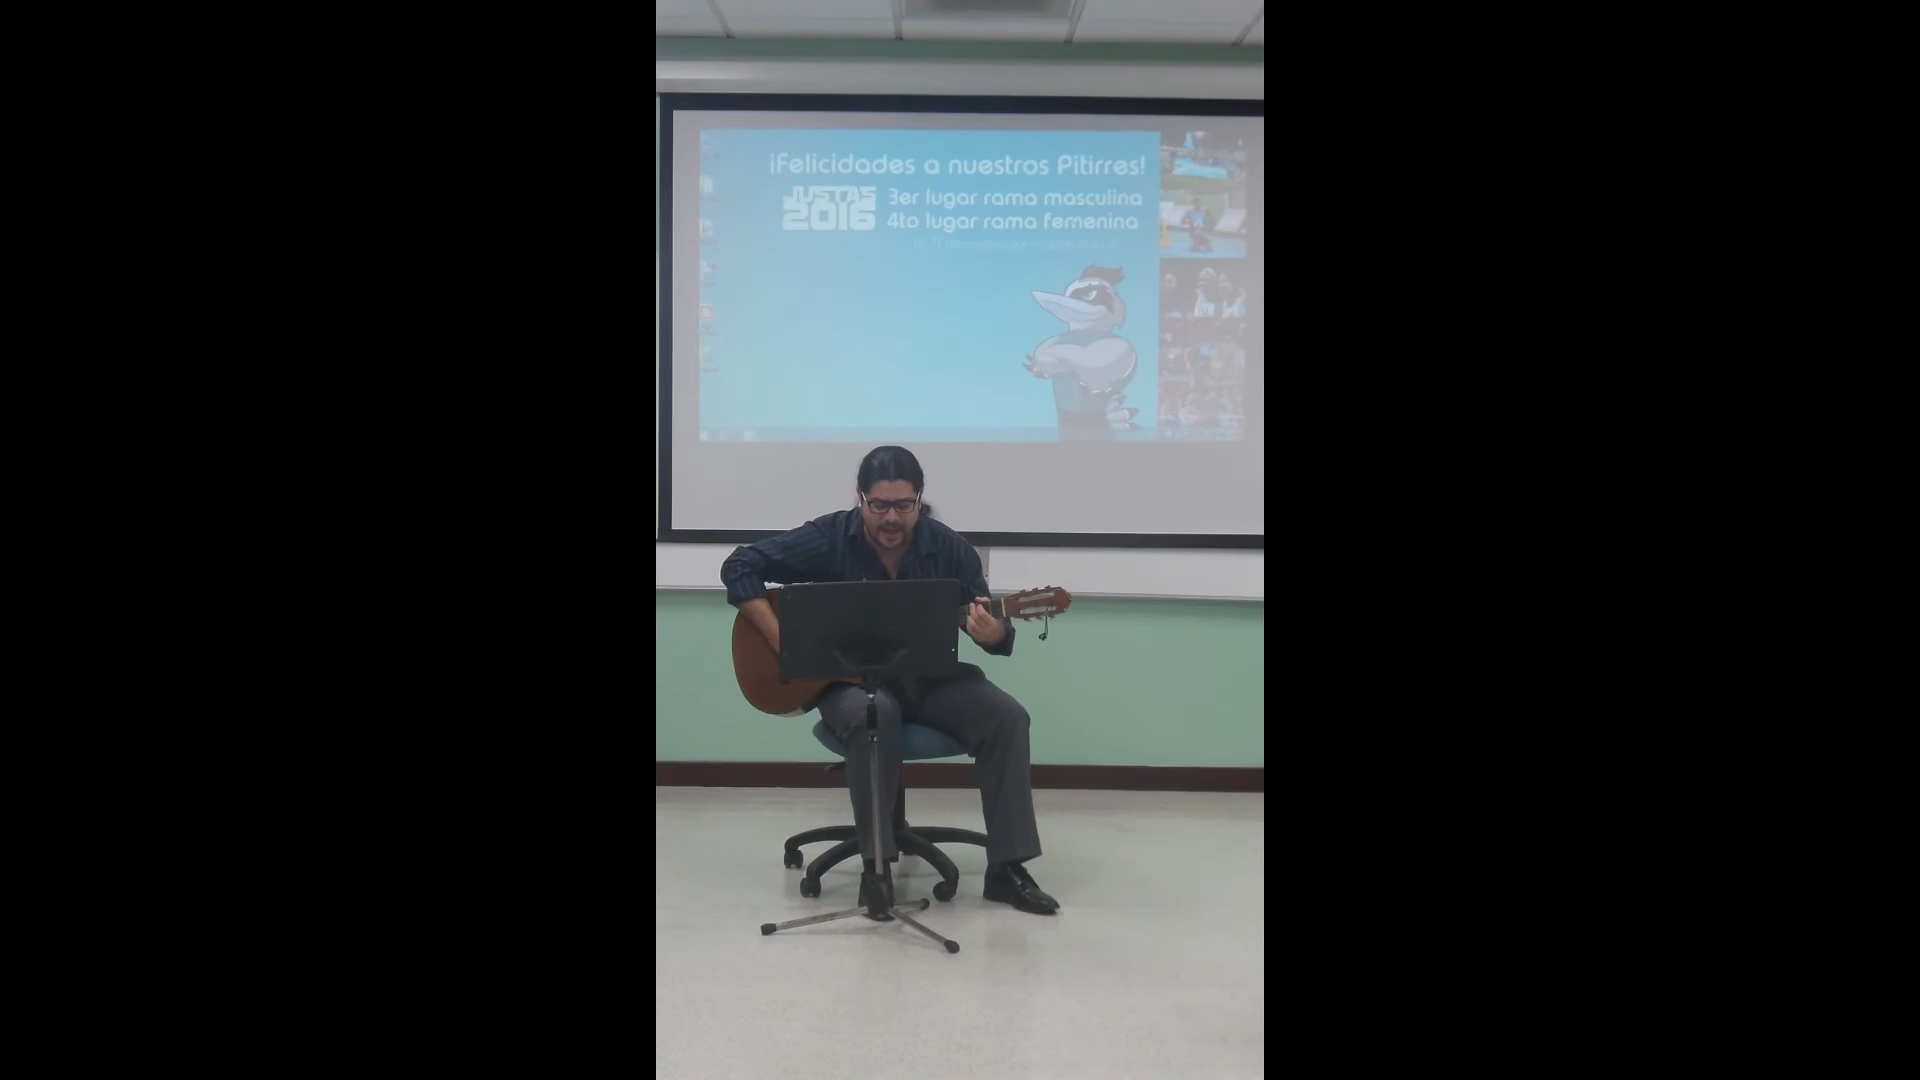 ¡Felicidades a nuestros Pitirres!
JUSTAS
2016
3er lugar rama masculina
4to lugar rama femenina